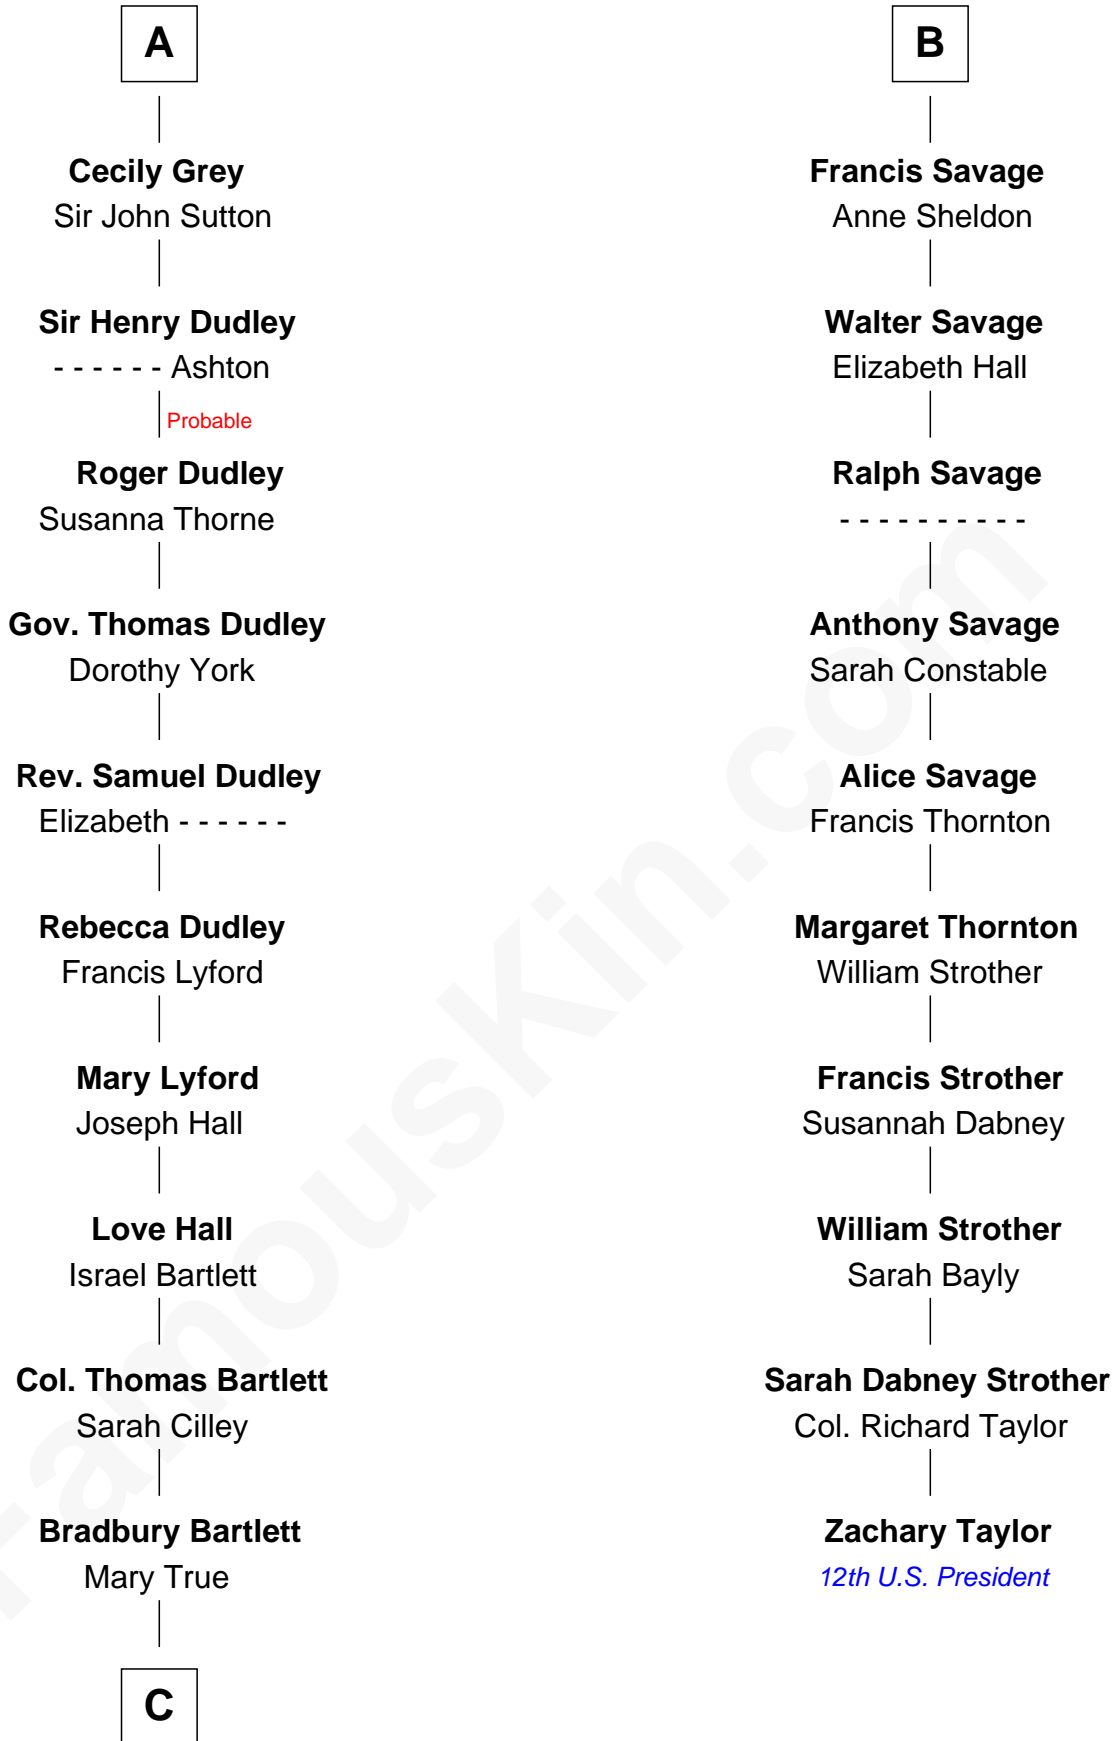 A
Cecily Grey
Sir John Sutton
Sir Henry Dudley
- - - - - - Ashton
Probable
Roger Dudley
Susanna Thorne
Gov. Thomas Dudley
Dorothy York
Rev. Samuel Dudley
Elizabeth - - - - - -
Rebecca Dudley
Francis Lyford
Mary Lyford
Joseph Hall
Love Hall
Israel Bartlett
Col. Thomas Bartlett
Sarah Cilley
Bradbury Bartlett
Mary True
C
B
Francis Savage
Anne Sheldon
Walter Savage
Elizabeth Hall
Ralph Savage
- - - - - - - - - -
Anthony Savage
Sarah Constable
Alice Savage
Francis Thornton
Margaret Thornton
William Strother
Francis Strother
Susannah Dabney
William Strother
Sarah Bayly
Sarah Dabney Strother
Col. Richard Taylor
Zachary Taylor
12th U.S. President
FamousKin.com